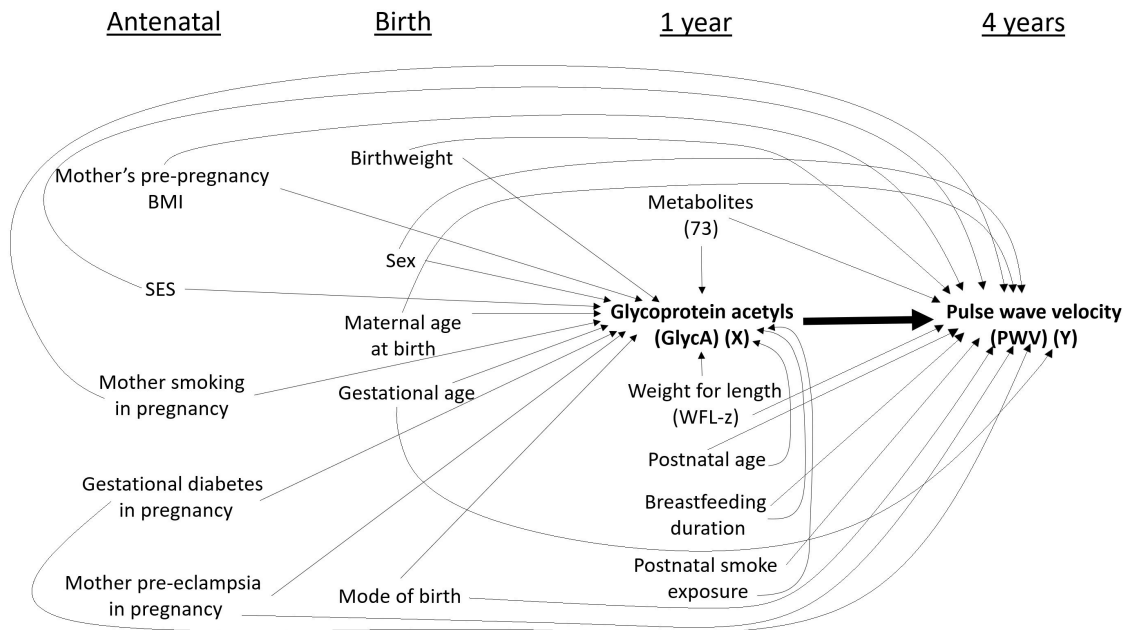 Antenatal
Birth
1 year
4 years
Mother's pre-pregnancy
BMI
Birthweight
Metabolites
(73)
Sex
SES
Maternal age
at birth
Glycoprotein acetyls
(GlycA) (X)
Pulse wave velocity
(PWV) (Y)
Mother smoking
in pregnancy
Gestational age
Weight for length
(WFL-z)
Postnatal age
Gestational diabetes
in pregnancy
Breastfeeding
duration
Mother pre-eclampsia
in pregnancy
Mode of birth
Postnatal smoke
exposure